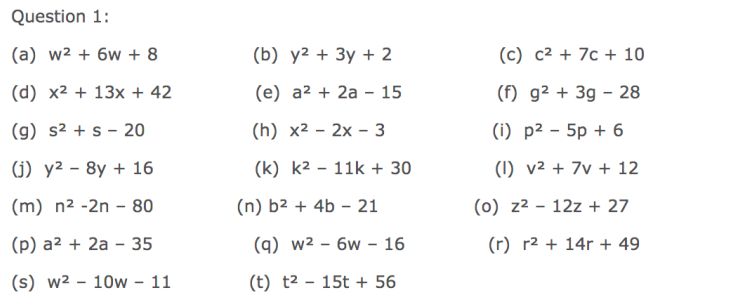 Question 1:
(a) w² + 6w + 8 (b) y² + 3y + 2 (c) c² + 7c + 10
(d) x² + 13x + 42 (e) a² + 2a – 15 (f) g² + 3g – 28
(g) s² + s – 20 (h) x² – 2x – 3 (i) p² – 5p + 6
(j) y² – 8y + 16 (k) k² – 11k + 30 (l) v² + 7v + 12
(m) n² -2n – 80 (n) b² + 4b – 21 (o) z² – 12z + 27
(p) a² + 2a – 35 (q) w² – 6w – 16 (r) r² + 14r + 49
(s) w² – 10w – 11 (t) t² – 15t + 56